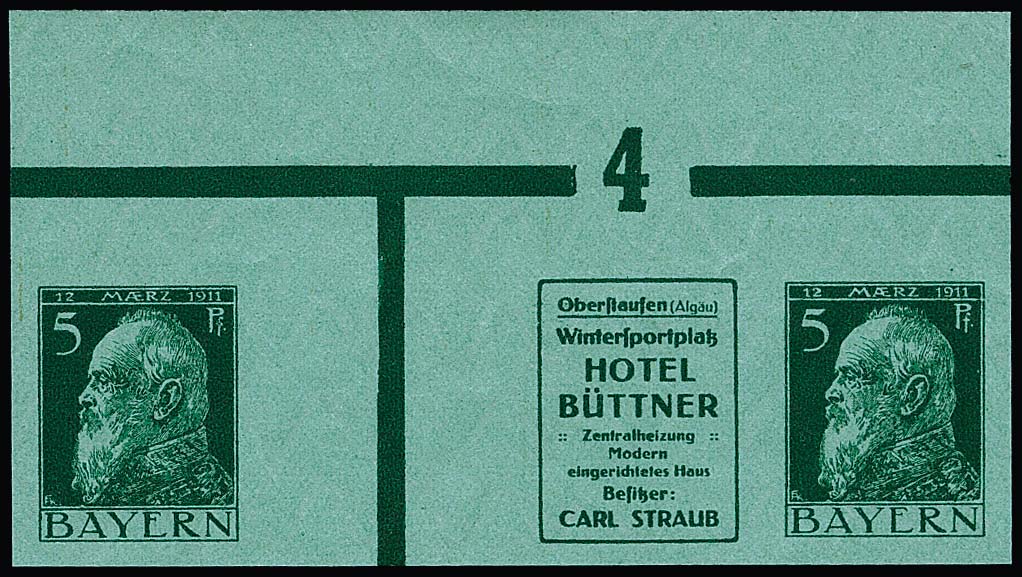 4
12 MÆRZ 1911
5 Pf.
BAYERN
Oberſtaufen (Algäu)
Winterſportplatz
HOTEL
BÜTTNER
:: Zentralheizung ::
Modern
eingerichtetes Haus
Beſitzer:
CARL STRAUB
12 MÆRZ 1911
5 Pf.
BAYERN